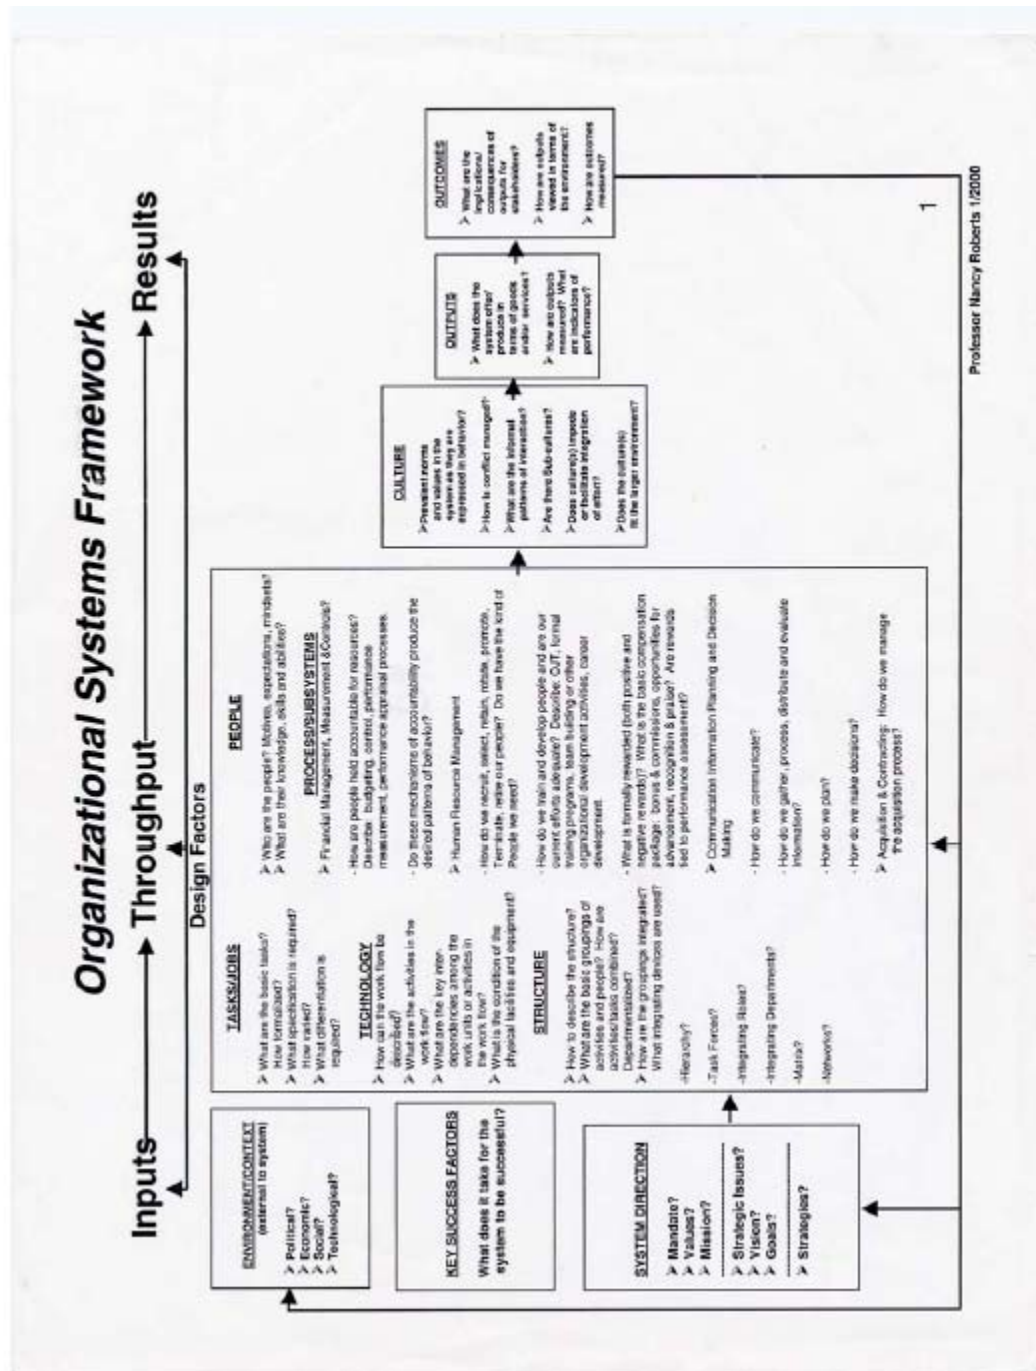 Organizational Systems Framework
Inputs
Throughput
Results
Design Factors
ENVIRONMENT/CONTEXT
(external to system)
➢ Political?
➢ Economic?
➢ Social?
➢ Technological?
KEY SUCCESS FACTORS
What does it take for the
system to be successful?
SYSTEM DIRECTION
➢ Mandate?
➢ Values?
➢ Mission?
➢ Strategic Issues?
➢ Vision?
➢ Goals?
➢ Strategies?
TASKS/JOBS
➢ What are the basic tasks?
How formalized?
➢ What specification is required?
How varied?
➢ What differentiation is
required?
TECHNOLOGY
➢ How can the work flow be
described?
➢ What are the activities in the
work flow?
➢ What are the key inter-
dependencies among the
work units or activities in
the work flow?
➢ What is the condition of the
physical facilities and equipment?
STRUCTURE
➢ How to describe the structure?
➢ What are the basic groupings of
activities and people? How are
activities/tasks combined?
Departmentalized?
➢ How are the groupings integrated?
What integrating devices are used?
-Hierarchy?
-Task Forces?
-Integrating Roles?
-Integrating Departments?
-Matrix?
-Networks?
PEOPLE
➢ Who are the people? Motives, expectations, mindsets?
➢ What are their knowledge, skills and abilities?
PROCESS/SUBSYSTEMS
➢ Financial Management, Measurement &Controls?
- How are people held accountable for resources?
Describe: budgeting, control, performance
measurement, performance appraisal processes.
- Do these mechanisms of accountability produce the
desired patterns of behavior?
➢ Human Resource Management
- How do we recruit, select, retain, rotate, promote,
Terminate, retire our people? Do we have the kind of
People we need?
- How do we train and develop people and are our
current efforts adequate? Describe: OJT, formal
training programs, team building or other
organizational development activities, career
development
- What is formally rewarded (both positive and
negative rewards)? What is the basic compensation
package: bonus & commissions, opportunities for
advancement, recognition & praise? Are rewards
tied to performance assessment?
➢ Communication Information Planning and Decision
Making
- How do we communicate?
- How do we gather, process, distribute and evaluate
information?
- How do we plan?
- How do we make decisions?
➢ Acquisition & Contracting: How do we manage
the acquisition process?
CULTURE
➢Prevalent norms
and values in the
system as they are
expressed in behavior?
➢How is conflict managed?
➢What are the informal
patterns of interaction?
➢Are there Sub-cultures?
➢Does culture(s) impede
or facilitate integration
of effort?
➢Does the culture(s)
fit the larger environment?
OUTPUTS
➢ What does the
system offer/
produce in
terms of goods
and/or services?
➢ How are outputs
measured? What
are indicators of
performance?
OUTCOMES
➢ What are the
implications/
consequences of
outputs for
stakeholders?
➢ How are outputs
viewed in terms of
the environment?
➢ How are outcomes
measured?
1
Professor Nancy Roberts 1/2000